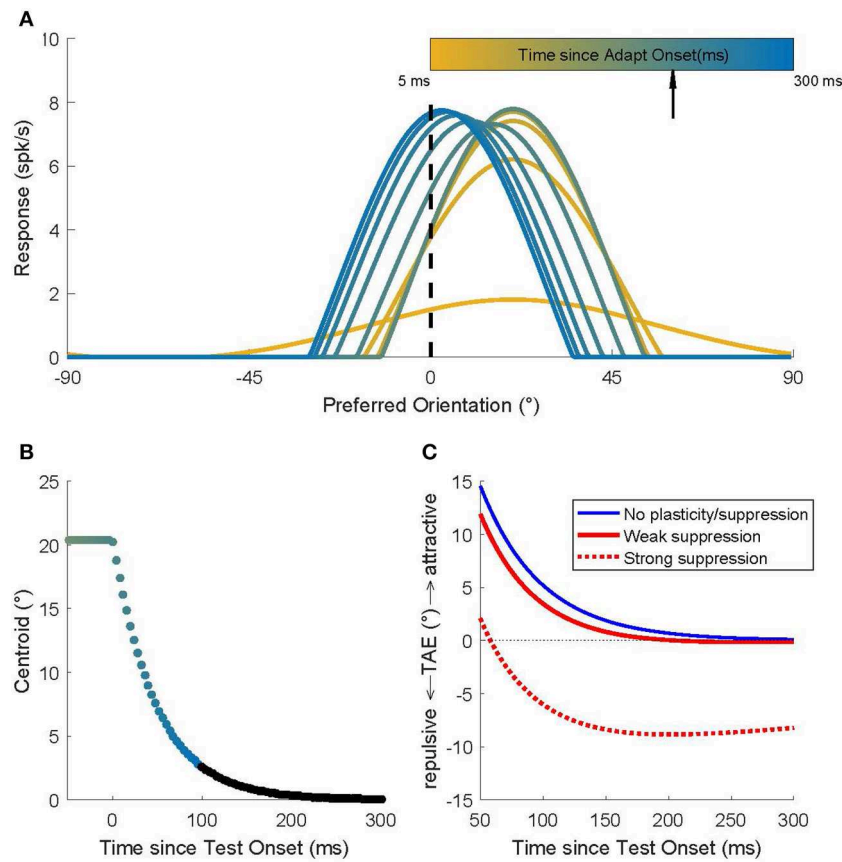 A
10
8
6
4
2
0
Response (spk/s)
Time since Adapt Onset(ms)
5 ms
300 ms
-90
-45
0
45
90
Preferred Orientation (°)
B
25
20
15
10
5
0
Centroid (°)
0
100
200
300
Time since Test Onset (ms)
C
15
10
5
0
-5
-10
-15
repulsive <—TAE (°)—> attractive
No plasticity/suppression
Weak suppression
Strong suppression
50
100
150
200
250
300
Time since Test Onset (ms)